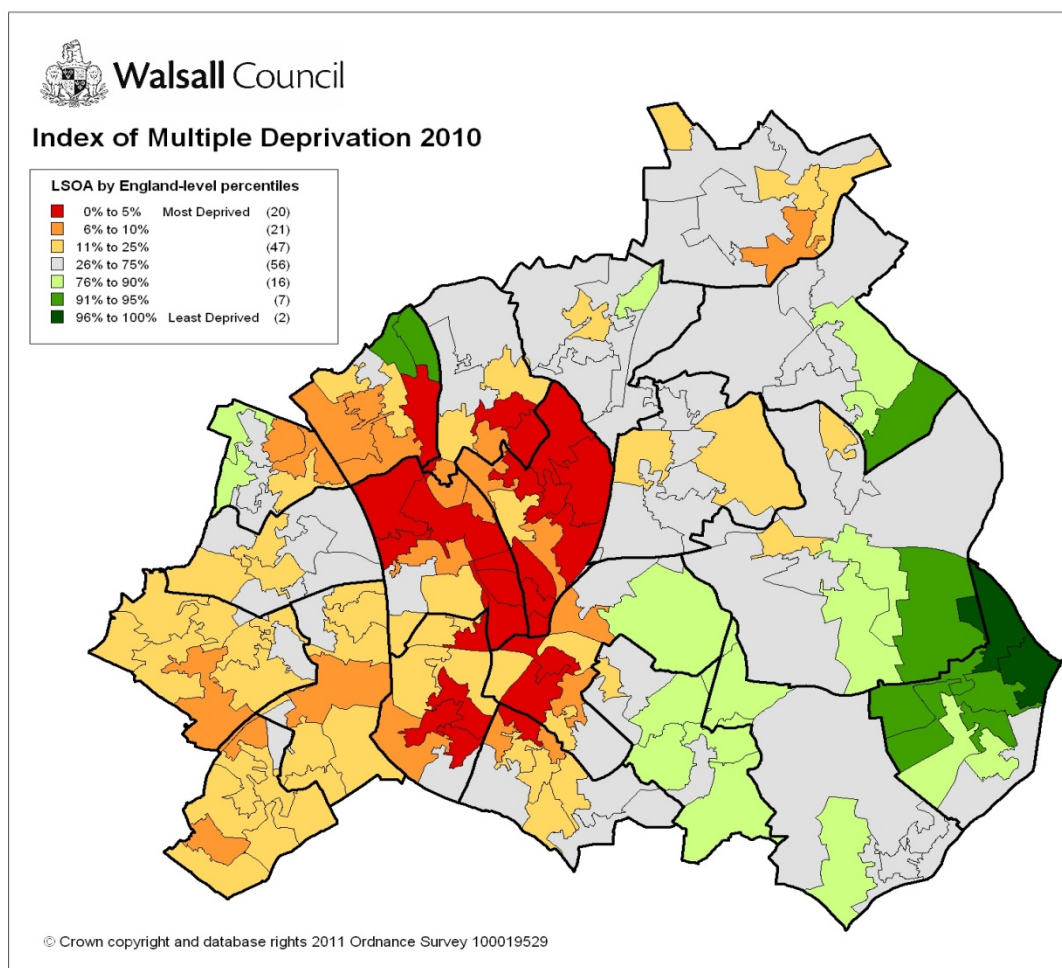 Walsall Council
Index of Multiple Deprivation 2010
LSOA by England-level percentiles
0% to 5% Most Deprived (20)
6% to 10% (21)
11% to 25% (47)
26% to 75% (56)
76% to 90% (16)
91% to 95% (7)
96% to 100% Least Deprived (2)
© Crown copyright and database rights 2011 Ordnance Survey 100019529